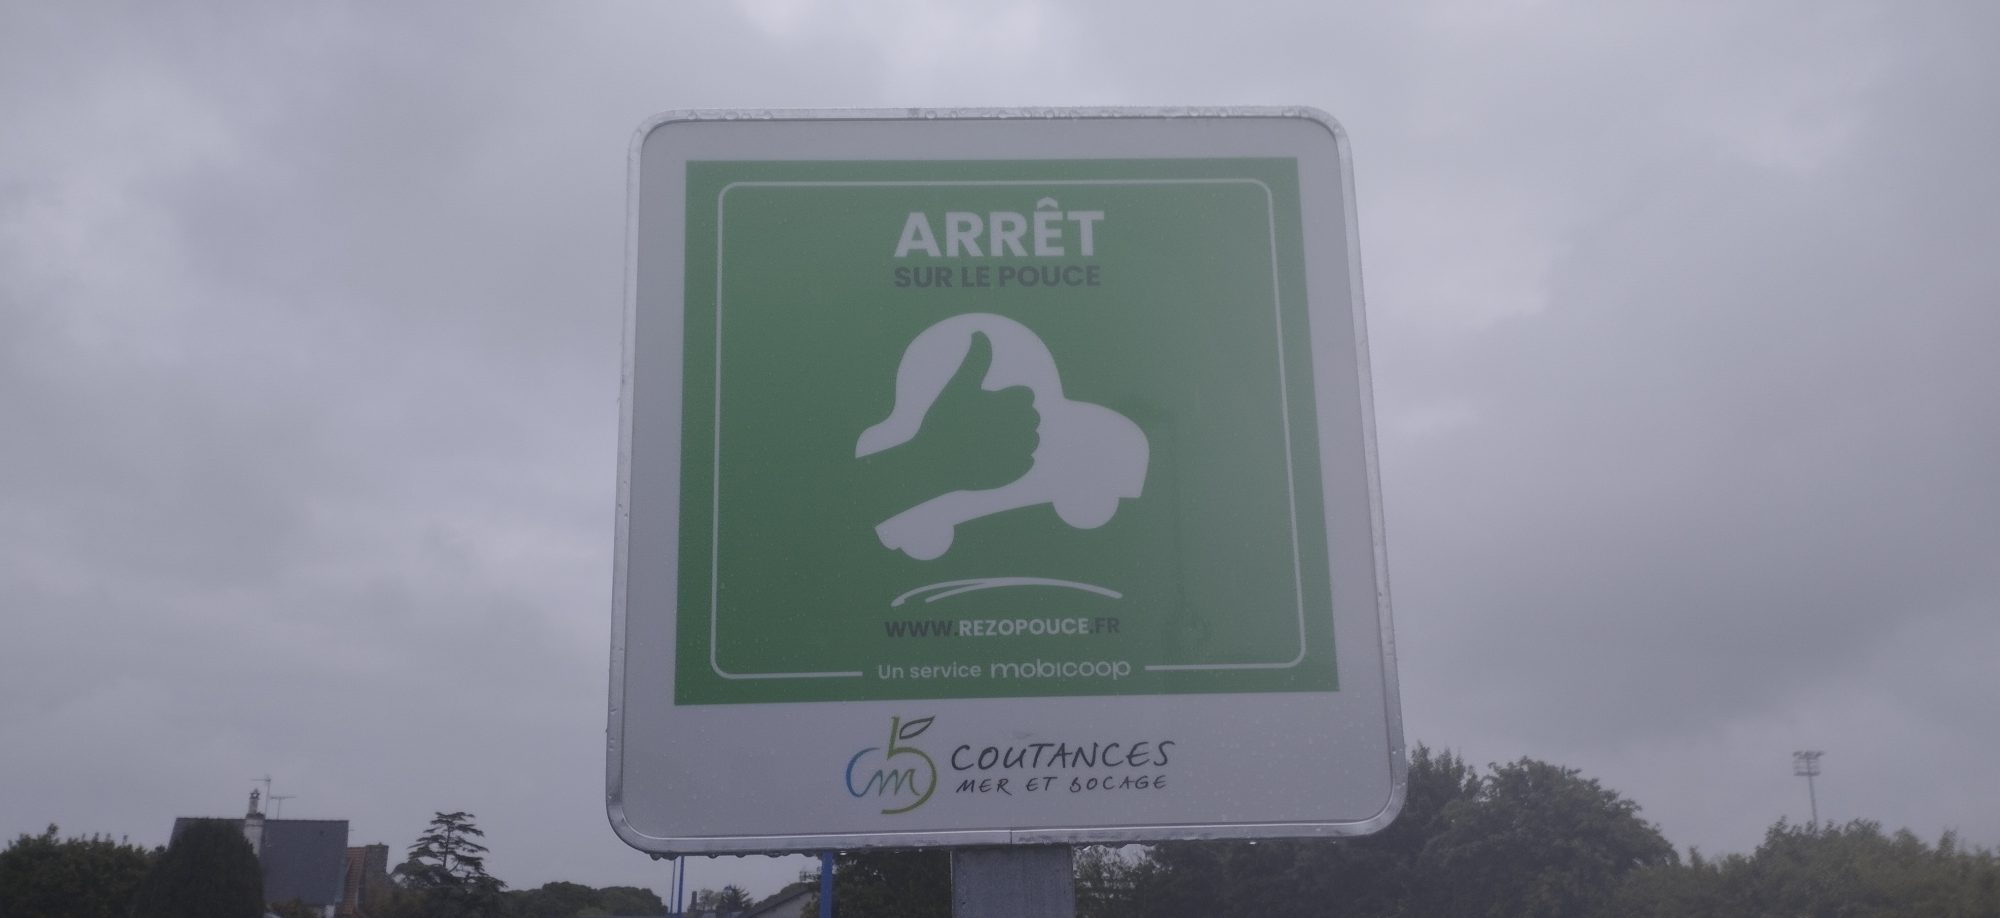 ARRÊT
SUR LE POUCE
WWW.REZOPOUCE.FR
Un service mobicoop
COUTANCES
MER ET BOCAGE